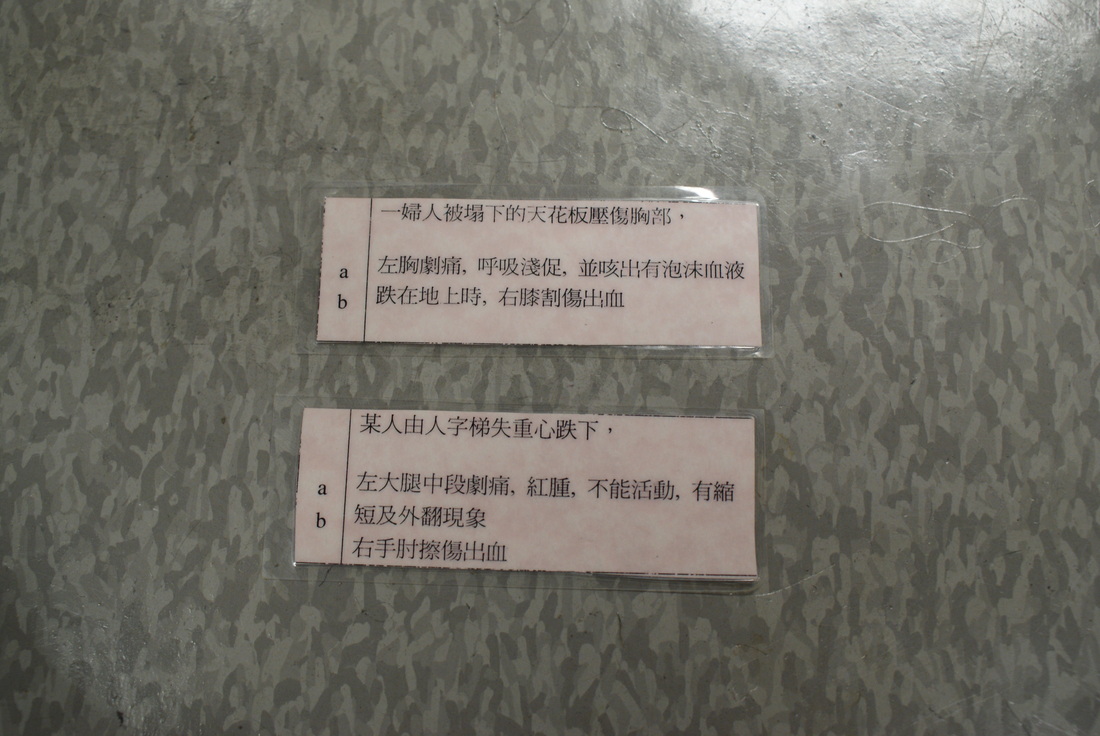 一婦人被塌下的天花板壓傷胸部，
a 左胸劇痛, 呼吸淺促, 並咳出有泡沫血液
b 跌在地上時, 右膝割傷出血
某人由人字梯失重心跌下，
a 左大腿中段劇痛, 紅腫, 不能活動, 有縮
b 短及外翻現象
右手肘擦傷出血